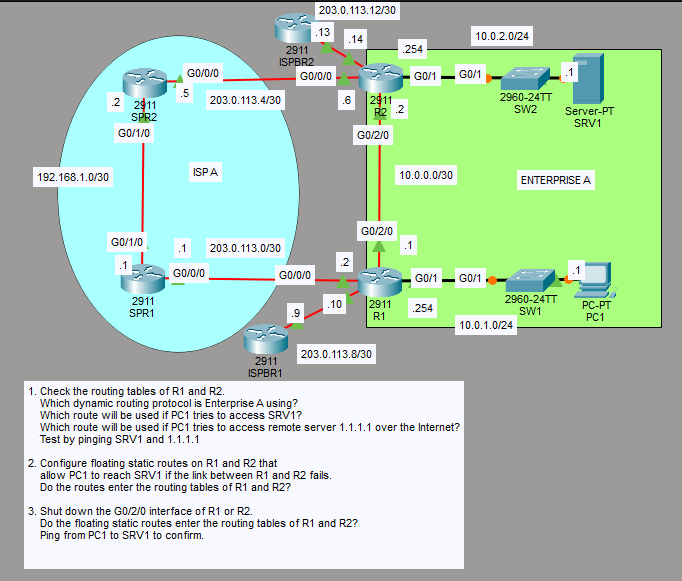 203.0.113.12/30
.13
.14
2911
ISPBR2
.254
10.0.2.0/24
G0/0/0
G0/0/0
G0/1
G0/1
.1
.5
.2
203.0.113.4/30
.6
2911
R2
.2
2960-24TT
SW2
Server-PT
SRV1
2911
SPR2
G0/1/0
G0/2/0
192.168.1.0/30
ISP A
10.0.0.0/30
ENTERPRISE A
G0/2/0
G0/1/0
.1
203.0.113.0/30
.1
.1
G0/0/0
G0/0/0
.2
G0/1
G0/1
.1
2911
SPR1
.9
.10
2911
R1
.254
2960-24TT
SW1
PC-PT
PC1
10.0.1.0/24
2911
ISPBR1
203.0.113.8/30
1. Check the routing tables of R1 and R2.
Which dynamic routing protocol is Enterprise A using?
Which route will be used if PC1 tries to access SRV1?
Which route will be used if PC1 tries to access remote server 1.1.1.1 over the Internet?
Test by pinging SRV1 and 1.1.1.1
2. Configure floating static routes on R1 and R2 that
allow PC1 to reach SRV1 if the link between R1 and R2 fails.
Do the routes enter the routing tables of R1 and R2?
3. Shut down the G0/2/0 interface of R1 or R2.
Do the floating static routes enter the routing tables of R1 and R2?
Ping from PC1 to SRV1 to confirm.